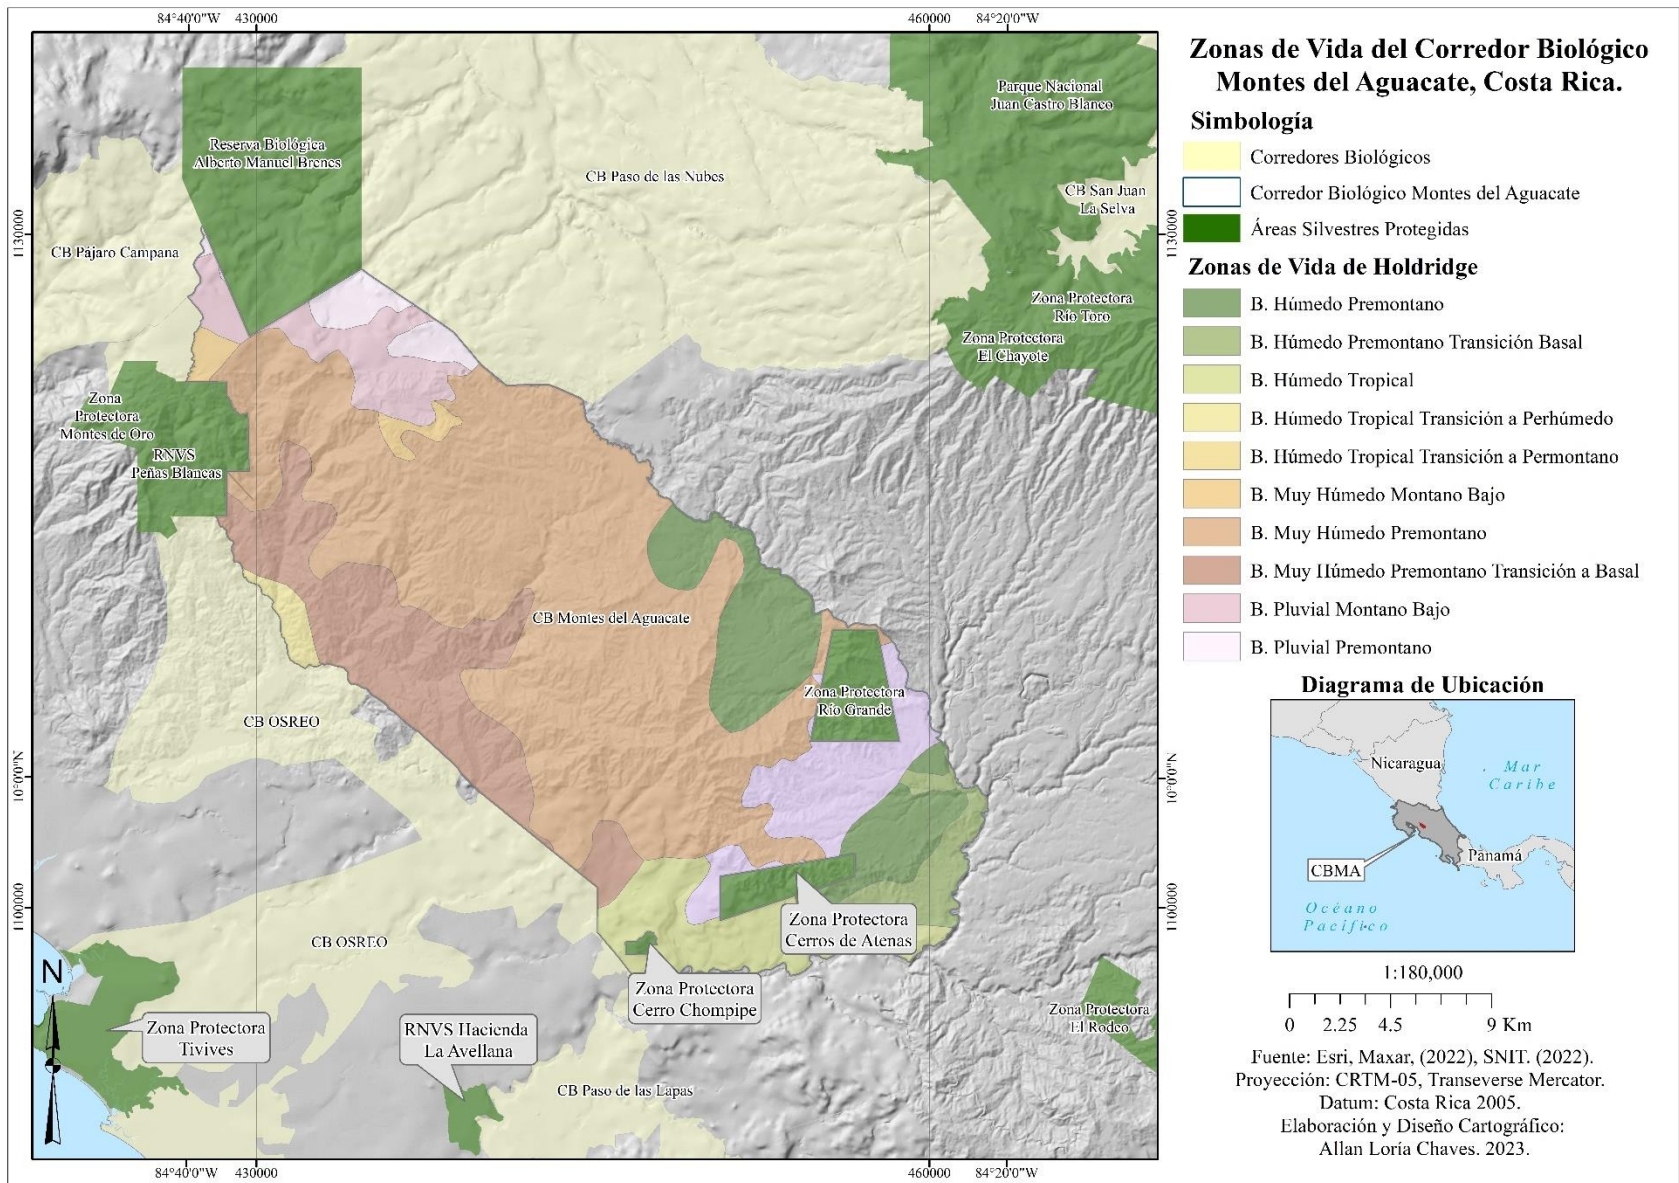 84°40'0"W
430000
460000
84°20'0"W
Zonas de Vida del Corredor Biológico
Montes del Aguacate, Costa Rica.
Simbología
Corredores Biológicos
Corredor Biológico Montes del Aguacate
Áreas Silvestres Protegidas
Zonas de Vida de Holdridge
B. Húmedo Premontano
B. Húmedo Premontano Transición Basal
B. Húmedo Tropical
B. Húmedo Tropical Transición a Perhúmedo
B. Húmedo Tropical Transición a Permontano
B. Muy Húmedo Montano Bajo
B. Muy Húmedo Premontano
B. Muy Húmedo Premontano Transición a Basal
B. Pluvial Montano Bajo
B. Pluvial Premontano
Diagrama de Ubicación
Nicaragua
Mar
Caribe
Panamá
CBMA
Océano
Pacífico
1:180,000
0 2.25 4.5 9 Km
Fuente: Esri, Maxar, (2022), SNIT. (2022).
Proyección: CRTM-05, Transeverse Mercator.
Datum: Costa Rica 2005.
Elaboración y Diseño Cartográfico:
Allan Loría Chaves. 2023.
Parque Nacional
Juan Castro Blanco
Reserva Biológica
Alberto Manuel Brenes
CB Paso de las Nubes
CB San Juan
La Selva
1130000
1130000
CB Pájaro Campana
Zona Protectora
Río Toro
Zona Protectora
El Chayote
Zona
Protectora
Montes de Oro
RNVS
Peñas Blancas
CB Montes del Aguacate
Zona Protectora
Río Grande
CB OSREO
10°0'0"N
10°0'0"N
1100000
1100000
Zona Protectora
Cerros de Atenas
CB OSREO
N
Zona Protectora
Cerro Chompipe
Zona Protectora
El Rodeo
Zona Protectora
Tivives
RNVS Hacienda
La Avellana
CB Paso de las Lapas
84°40'0"W
430000
460000
84°20'0"W